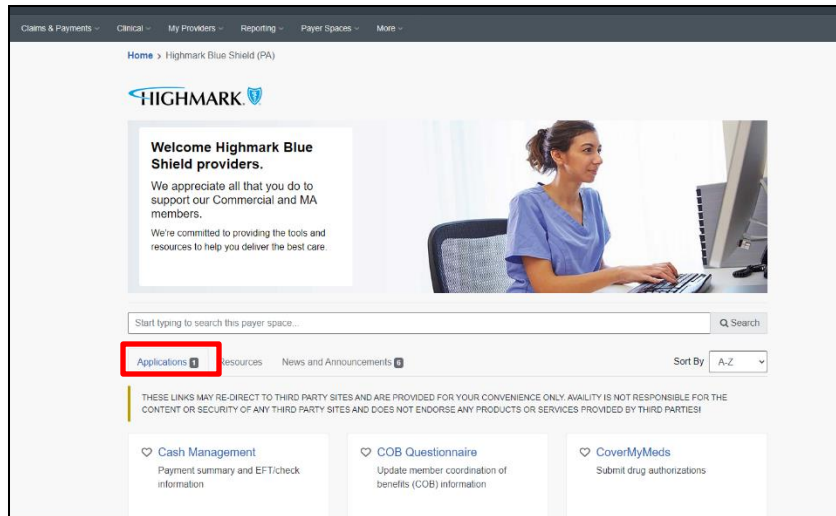 Claims & Payments Clinical My Providers Reporting Payer Spaces More
Home > Highmark Blue Shield (PA)
HIGHMARK.
Welcome Highmark Blue
Shield providers.
We appreciate all that you do to
support our Commercial and MA
members.
We're committed to providing the tools and
resources to help you deliver the best care.
Start typing to search this payer space...
Search
Applications 1 Resources News and Announcements 6 Sort By A-Z
THESE LINKS MAY RE-DIRECT TO THIRD PARTY SITES AND ARE PROVIDED FOR YOUR CONVENIENCE ONLY. AVAILITY IS NOT RESPONSIBLE FOR THE
CONTENT OR SECURITY OF ANY THIRD PARTY SITES AND DOES NOT ENDORSE ANY PRODUCTS OR SERVICES PROVIDED BY THIRD PARTIES!
Cash Management
Payment summary and EFT/check
information
COB Questionnaire
Update member coordination of
benefits (COB) information
CoverMyMeds
Submit drug authorizations